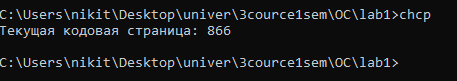 C:\Users\nikit\Desktop\univer\3cource1sem\OC\lab1>chcp
Текущая кодовая страница: 866
C:\Users\nikit\Desktop\univer\3cource1sem\OC\lab1>